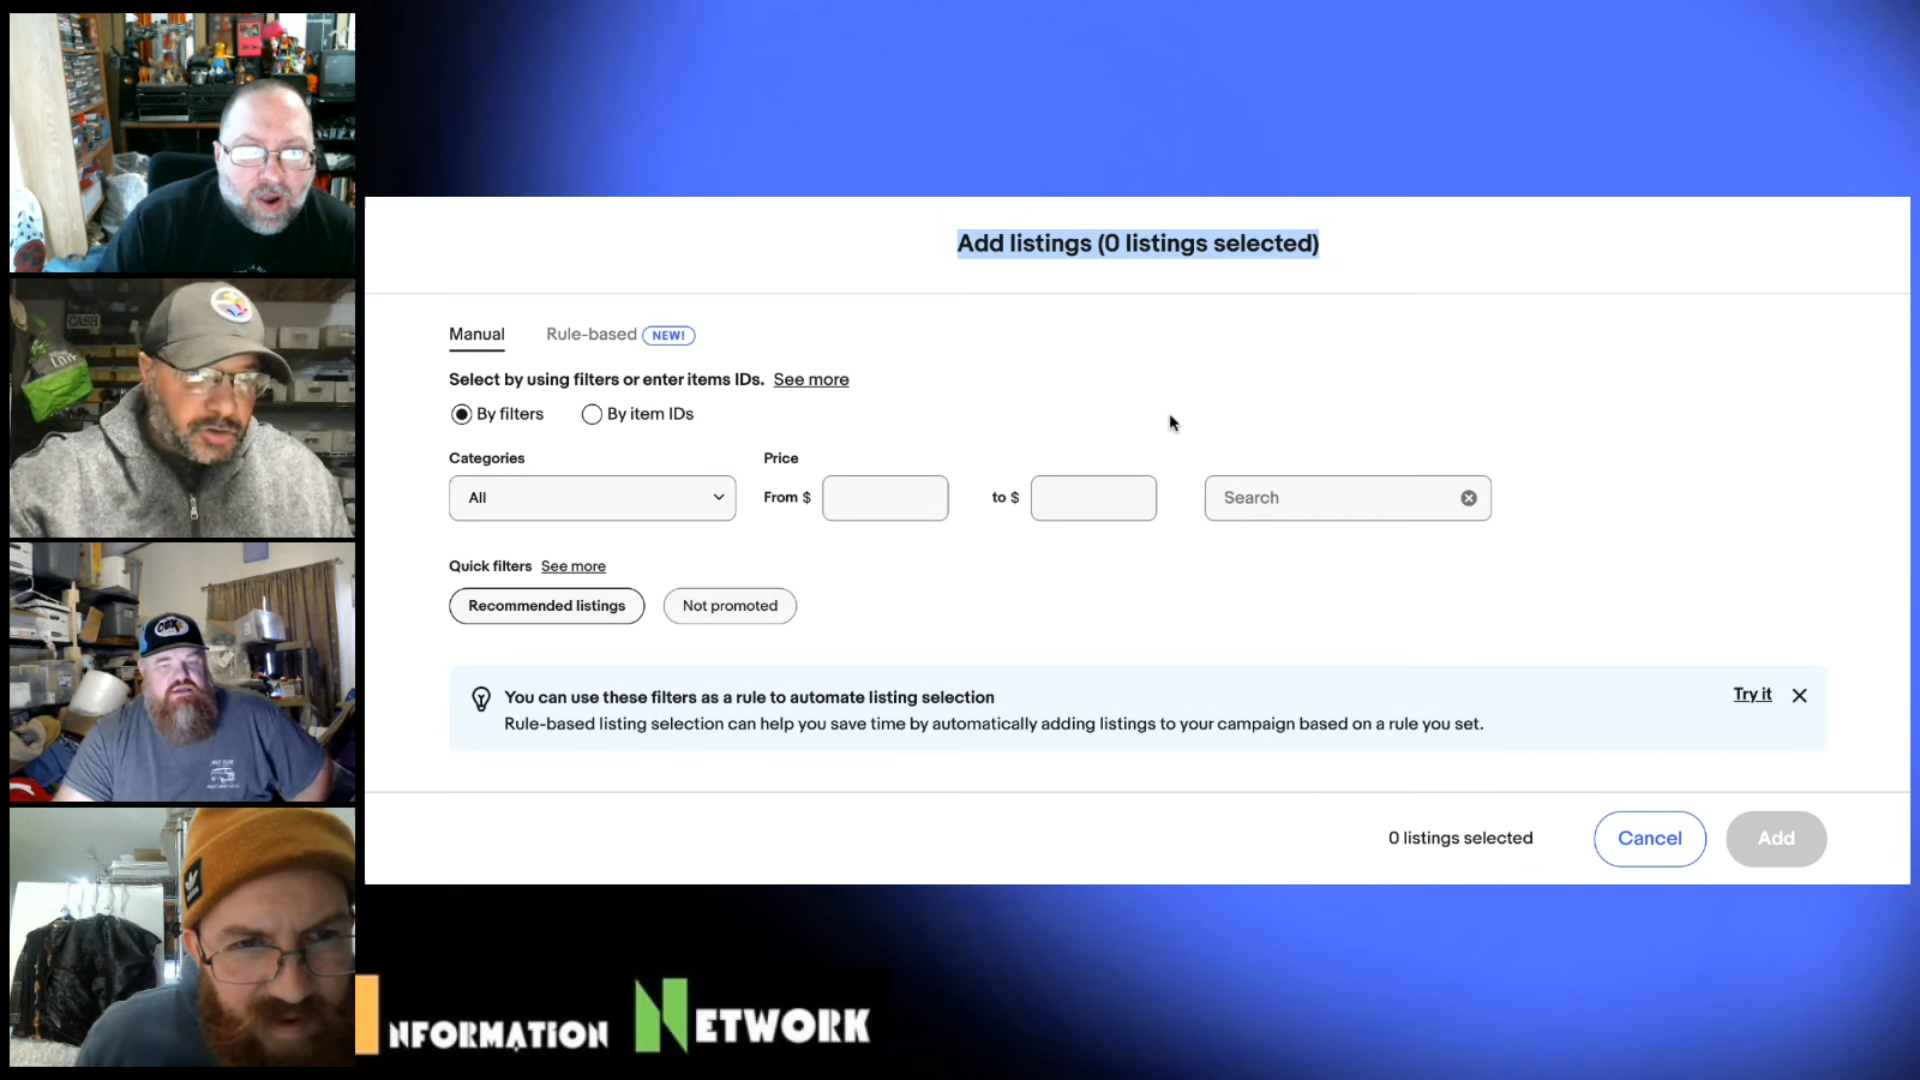 Add listings (0 listings selected)
Manual
Rule-based NEW!
Select by using filters or enter items IDs. See more
By filters
By item IDs
Categories
Price
All
From $
to $
Search
Quick filters See more
Recommended listings
Not promoted
You can use these filters as a rule to automate listing selection
Try it
Rule-based listing selection can help you save time by automatically adding listings to your campaign based on a rule you set.
0 listings selected
Cancel
Add
CASH
OBX
NFORMATION NETWORK